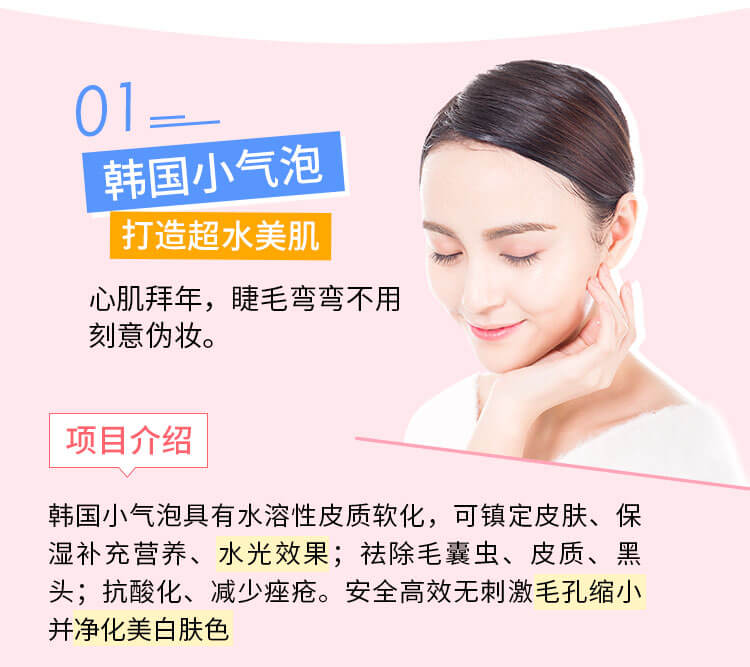 01
韩国小气泡
打造超水美肌
心肌拜年，睫毛弯弯不用
刻意伪妆。
项目介绍
韩国小气泡具有水溶性皮质软化，可镇定皮肤、保
湿补充营养、水光效果；祛除毛囊虫、皮质、黑
头；抗酸化、减少痤疮。安全高效无刺激毛孔缩小
并净化美白肤色